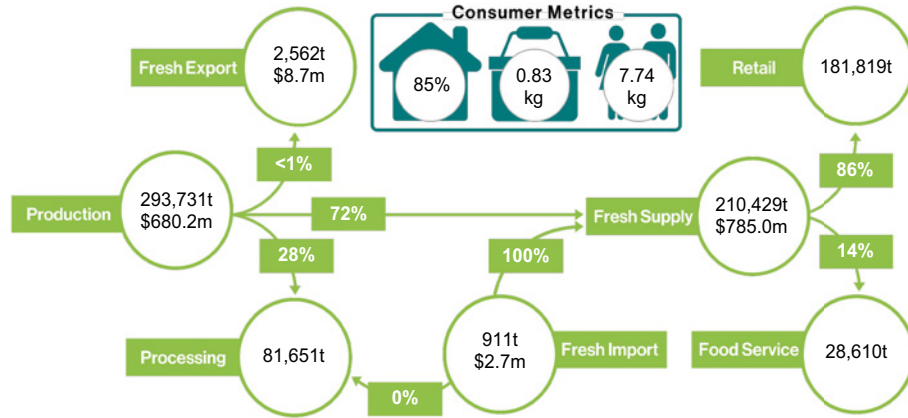 Consumer Metrics
Fresh Export
2,562t
$8.7m
85%
0.83
kg
7.74
kg
Retail
181,819t
<1%
86%
Production
293,731t
$680.2m
72%
Fresh Supply
210,429t
$785.0m
28%
100%
14%
Processing
81,651t
911t
$2.7m
Fresh Import
Food Service
28,610t
0%